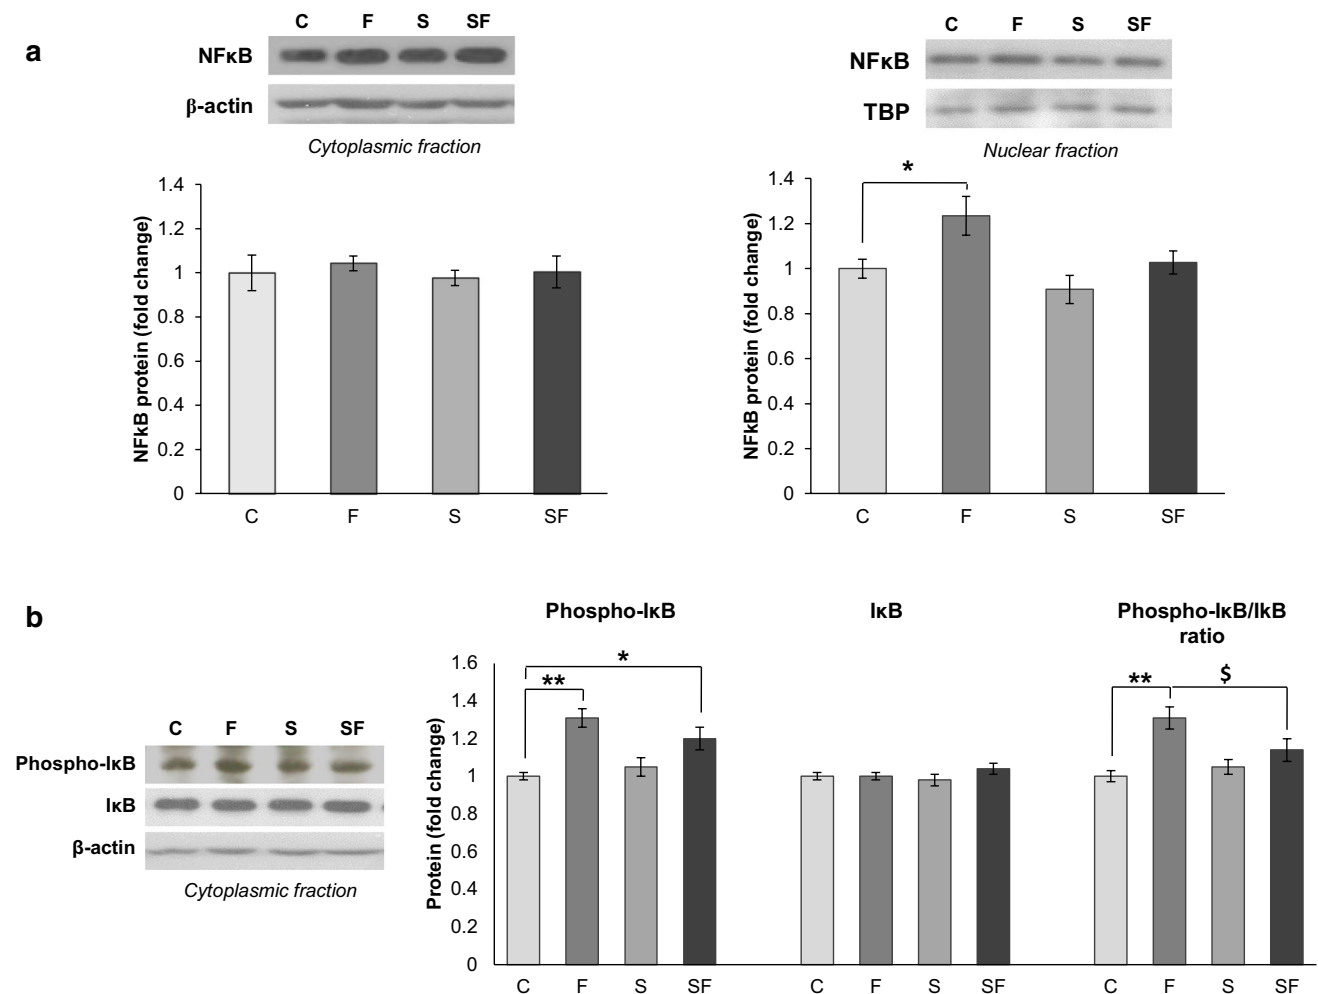 a
C F S SF
NFκB
β-actin
Cytoplasmic fraction
1.4
1.2
1
0.8
0.6
0.4
0.2
0
NFkB protein (fold change)
C F S SF
C F S SF
NFκB
TBP
Nuclear fraction
*
1.4
1.2
1
0.8
0.6
0.4
0.2
0
NFkB protein (fold change)
C F S SF
b
C F S SF
Phospho-IκB
IκB
β-actin
Cytoplasmic fraction
Phospho-IκB IκB Phospho-IκB/IkB
ratio
* 
** ** $
1.6
1.4
1.2
1
0.8
0.6
0.4
0.2
0
Protein (fold change)
C F S SF C F S SF C F S SF